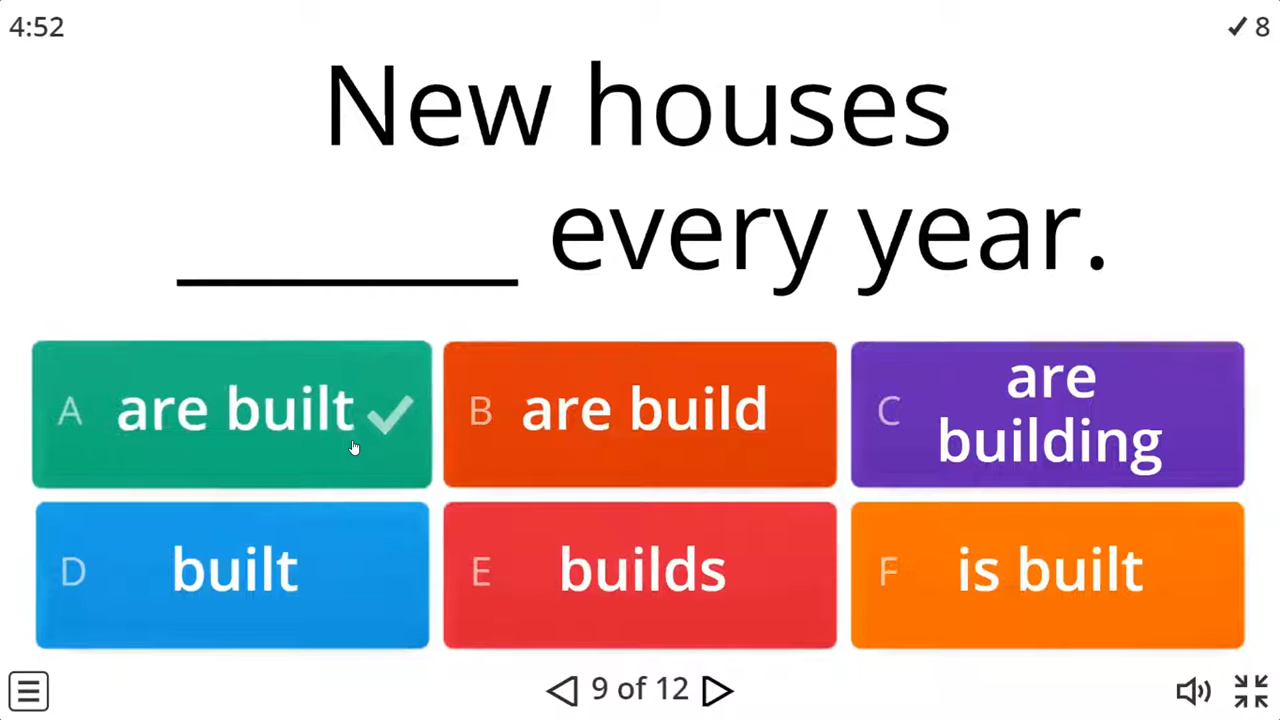 4:52
✓ 8
New houses
_______ every year.
A are built ✓
B are build
C are
building
D built
E builds
F is built
9 of 12